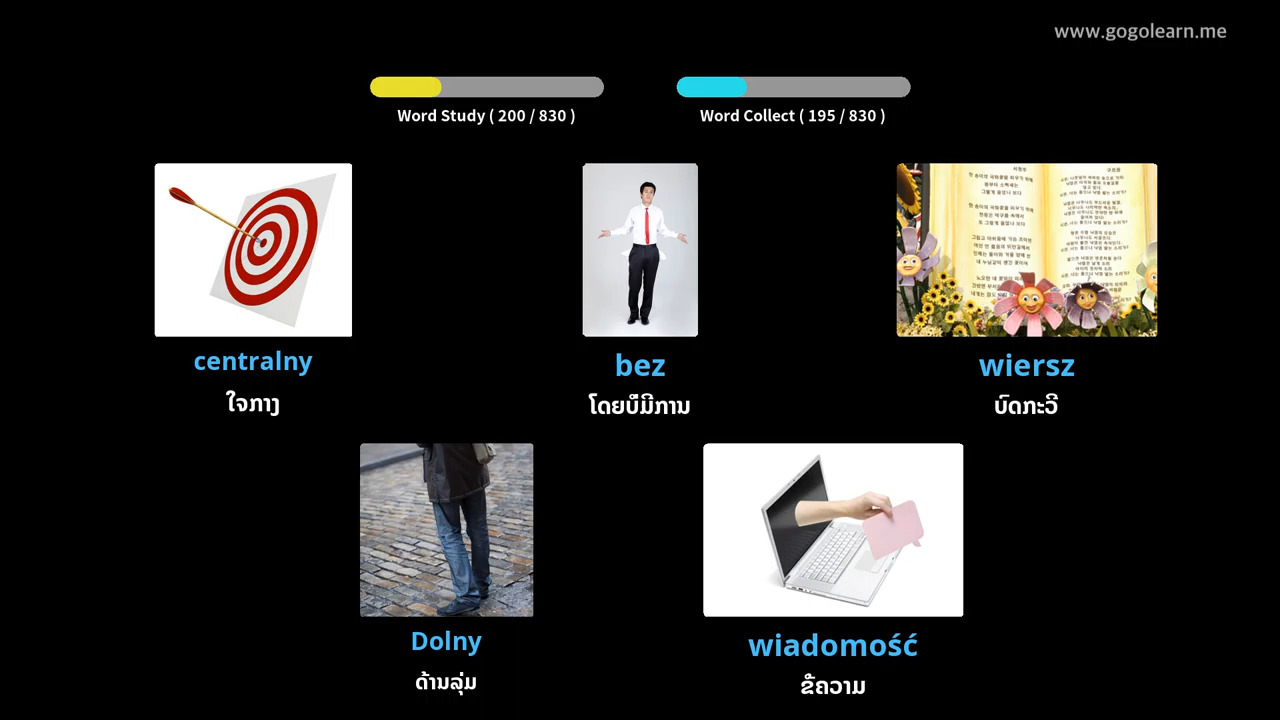 www.gogolearn.me
Word Study ( 200 / 830 )
Word Collect ( 195 / 830 )
centralny
ໃຈກາງ
bez
ໂດຍບໍ່ມີການ
wiersz
ບົດກະວີ
Dolny
ດ້ານລຸ່ມ
wiadomość
ຂໍ້ຄວາມ